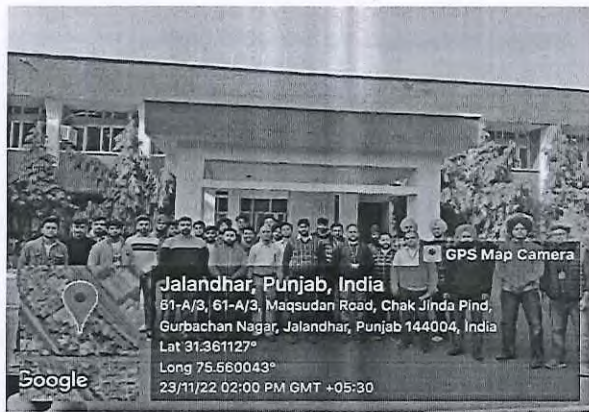 GPS Map Camera
Jalandhar, Punjab, India
61-A/3, 61-A/3, Maqsudan Road, Chak Jinda Pind,
Gurbachan Nagar, Jalandhar, Punjab 144004, India
Lat 31.361127°
Long 75.560043°
23/11/22 02:00 PM GMT +05:30
Google